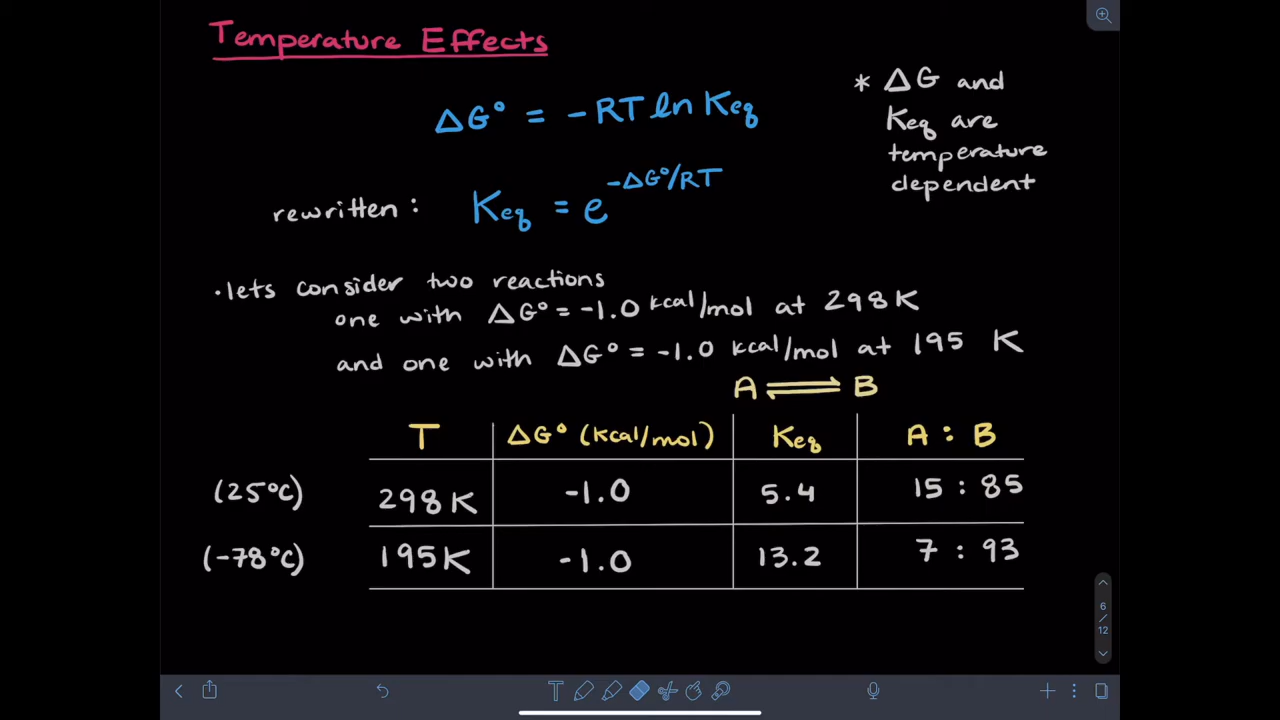 Temperature Effects
ΔG° = -RT ln Keq
* ΔG and
Keq are
temperature
dependent
rewritten: Keq = e^-ΔG°/RT
• lets consider two reactions
one with ΔG° = -1.0 kcal/mol at 298 K
and one with ΔG° = -1.0 kcal/mol at 195 K
A ⇌ B
T ΔG° (kcal/mol) Keq A : B
(25°C) 298 K -1.0 5.4 15 : 85
(-78°C) 195 K -1.0 13.2 7 : 93
6
/
12
T